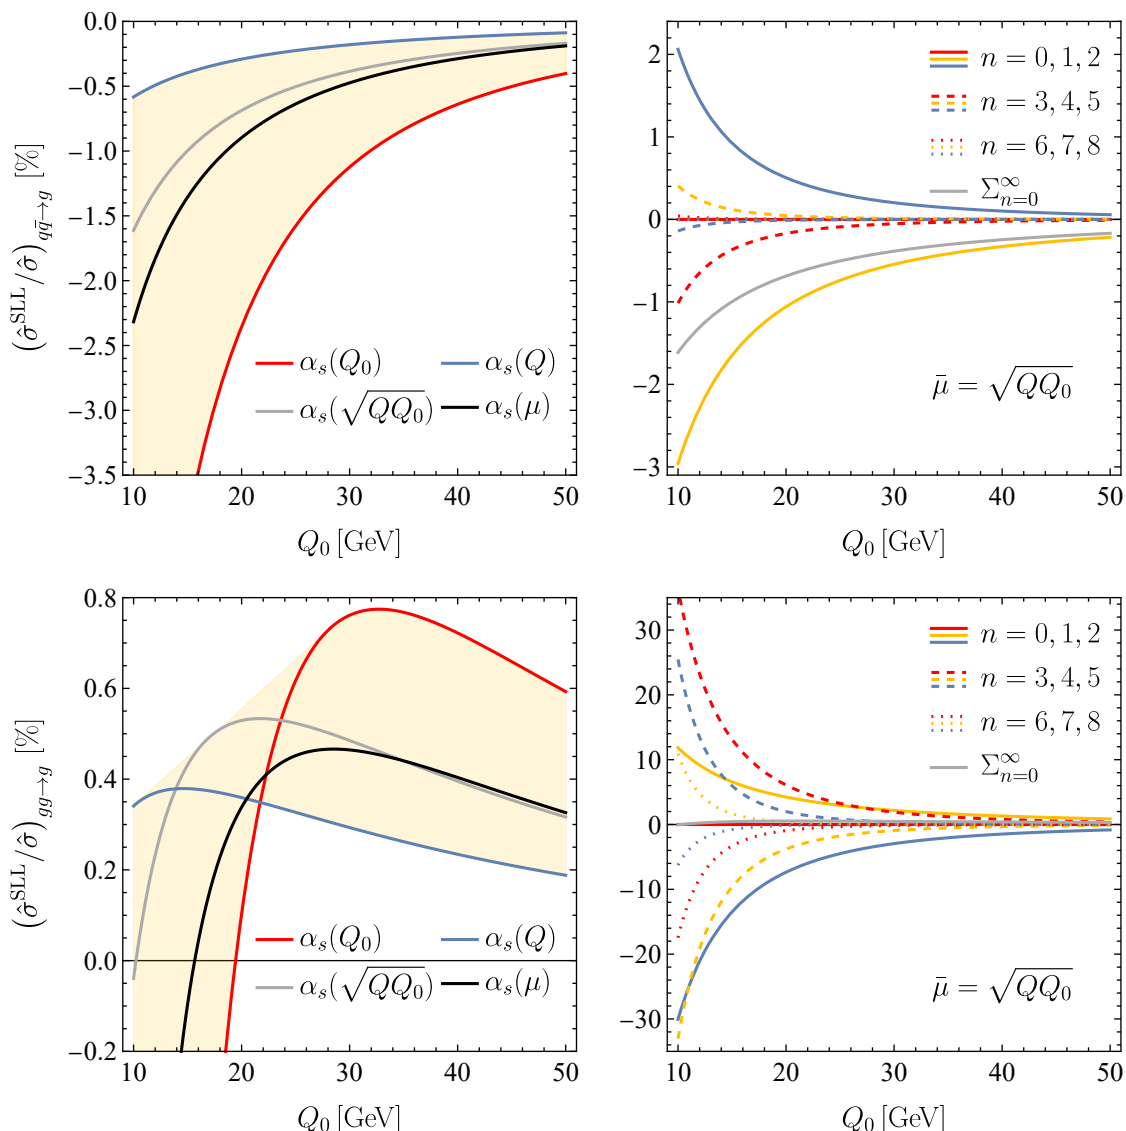 (σ̂^SLL/σ̂)_{qq̄→g} [%]
0.0
−0.5
−1.0
−1.5
−2.0
−2.5
−3.0
−3.5
α_s(Q_0) α_s(Q)
α_s(√(QQ_0)) α_s(μ)
10 20 30 40 50
Q_0 [GeV]
2
1
0
−1
−2
−3
n = 0, 1, 2
n = 3, 4, 5
n = 6, 7, 8
Σ_{n=0}^∞
μ̄ = √(QQ_0)
10 20 30 40 50
Q_0 [GeV]
(σ̂^SLL/σ̂)_{gg→g} [%]
0.8
0.6
0.4
0.2
0.0
−0.2
α_s(Q_0) α_s(Q)
α_s(√(QQ_0)) α_s(μ)
10 20 30 40 50
Q_0 [GeV]
30
20
10
0
−10
−20
−30
n = 0, 1, 2
n = 3, 4, 5
n = 6, 7, 8
Σ_{n=0}^∞
μ̄ = √(QQ_0)
10 20 30 40 50
Q_0 [GeV]